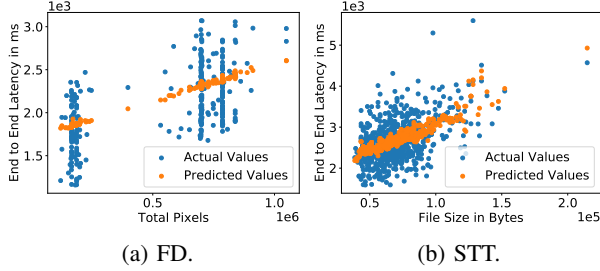 1e3
End to End Latency in ms
3.0
2.5
2.0
1.5
Actual Values
Predicted Values
0.5
1.0
Total Pixels
1e6
(a) FD.
1e3
End to End Latency in ms
5
4
3
2
Actual Values
Predicted Values
0.5
1.0
1.5
2.0
File Size in Bytes
1e5
(b) STT.